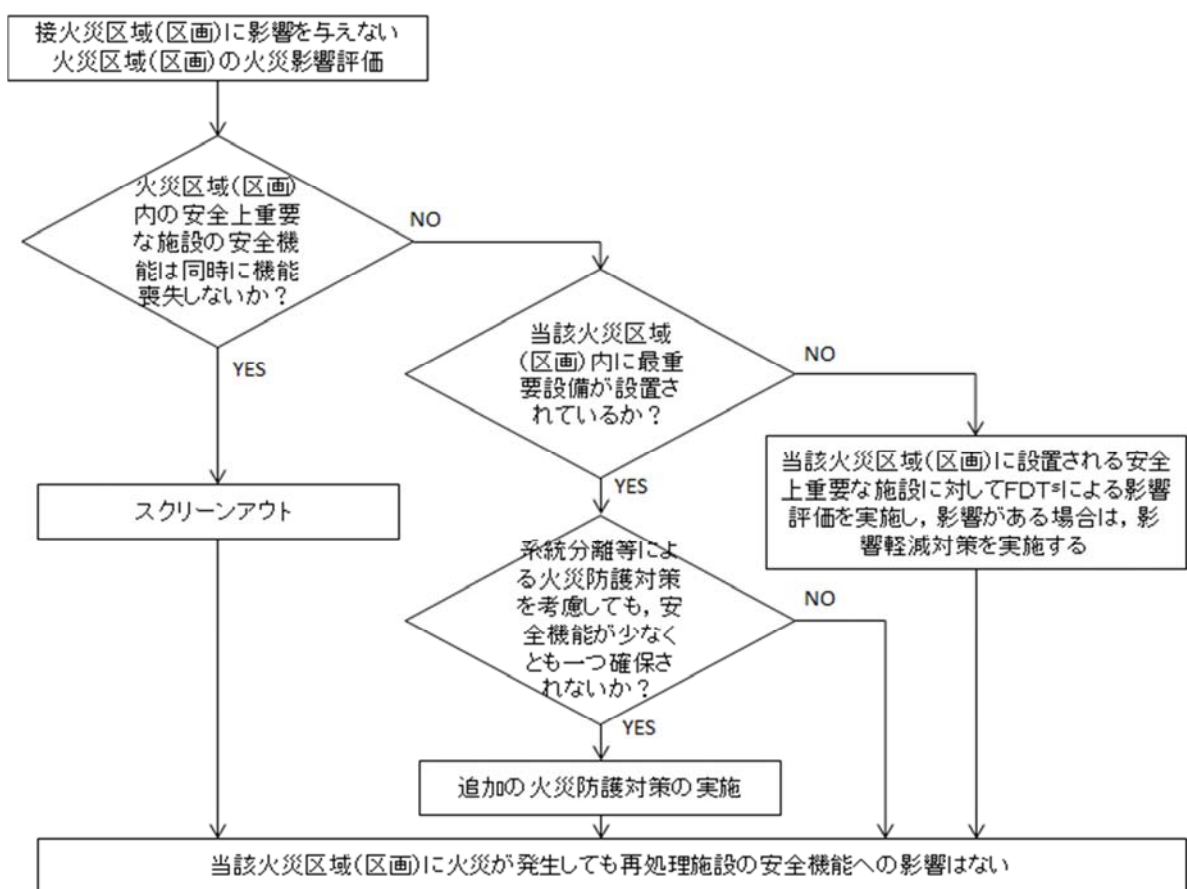 接火災区域(区画)に影響を与えない
火災区域(区画)の火災影響評価
火災区域(区画)
内の安全上重要
な施設の安全機
能は同時に機能
喪失しないか?
NO
YES
当該火災区域
(区画)内に最重
要設備が設置さ
れているか?
NO
YES
スクリーンアウト
当該火災区域(区画)に設置される安全
上重要な施設に対してFDTˢによる影響
評価を実施し,影響がある場合は,影
響軽減対策を実施する
系統分離等によ
る火災防護対策
を考慮しても,安
全機能が少なく
とも一つ確保さ
れないか?
NO
YES
追加の火災防護対策の実施
当該火災区域(区画)に火災が発生しても再処理施設の安全機能への影響はない